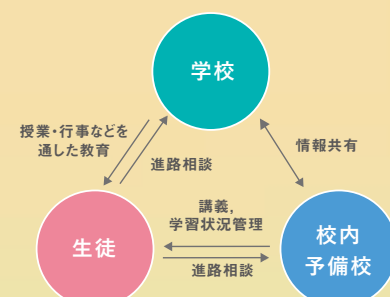 学校
授業・行事などを
通した教育
進路相談
情報共有
講義,
学習状況管理
生徒
進路相談
校内
予備校